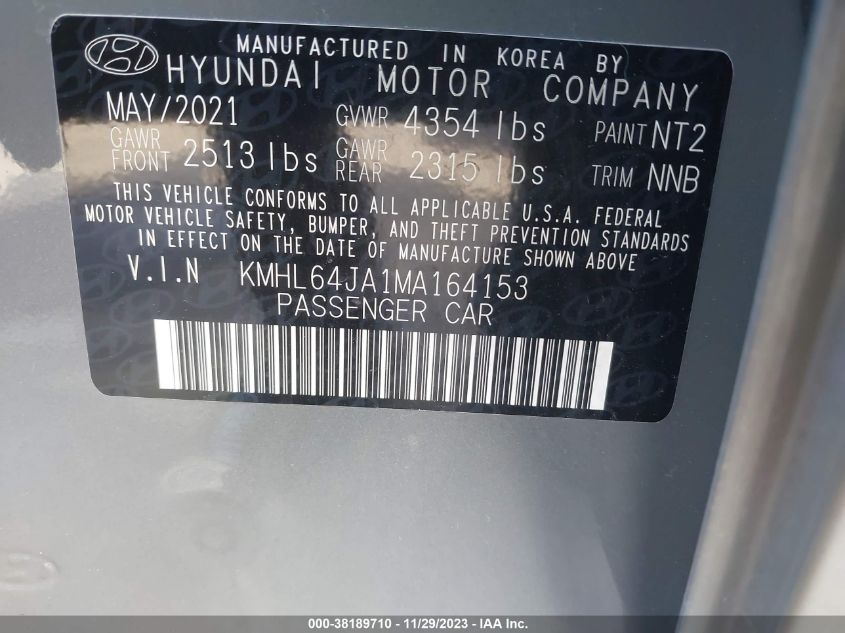 MANUFACTURED IN KOREA BY
HYUNDAI MOTOR COMPANY
MAY/2021 GVWR 4354 lbs PAINT NT2
GAWR FRONT 2513 lbs GAWR REAR 2315 lbs TRIM NNB
THIS VEHICLE CONFORMS TO ALL APPLICABLE U.S.A. FEDERAL
MOTOR VEHICLE SAFETY, BUMPER, AND THEFT PREVENTION STANDARDS
IN EFFECT ON THE DATE OF MANUFACTURE SHOWN ABOVE
V.I.N KMHL64JA1MA164153
PASSENGER CAR
000-38189710 - 11/29/2023 - IAA Inc.